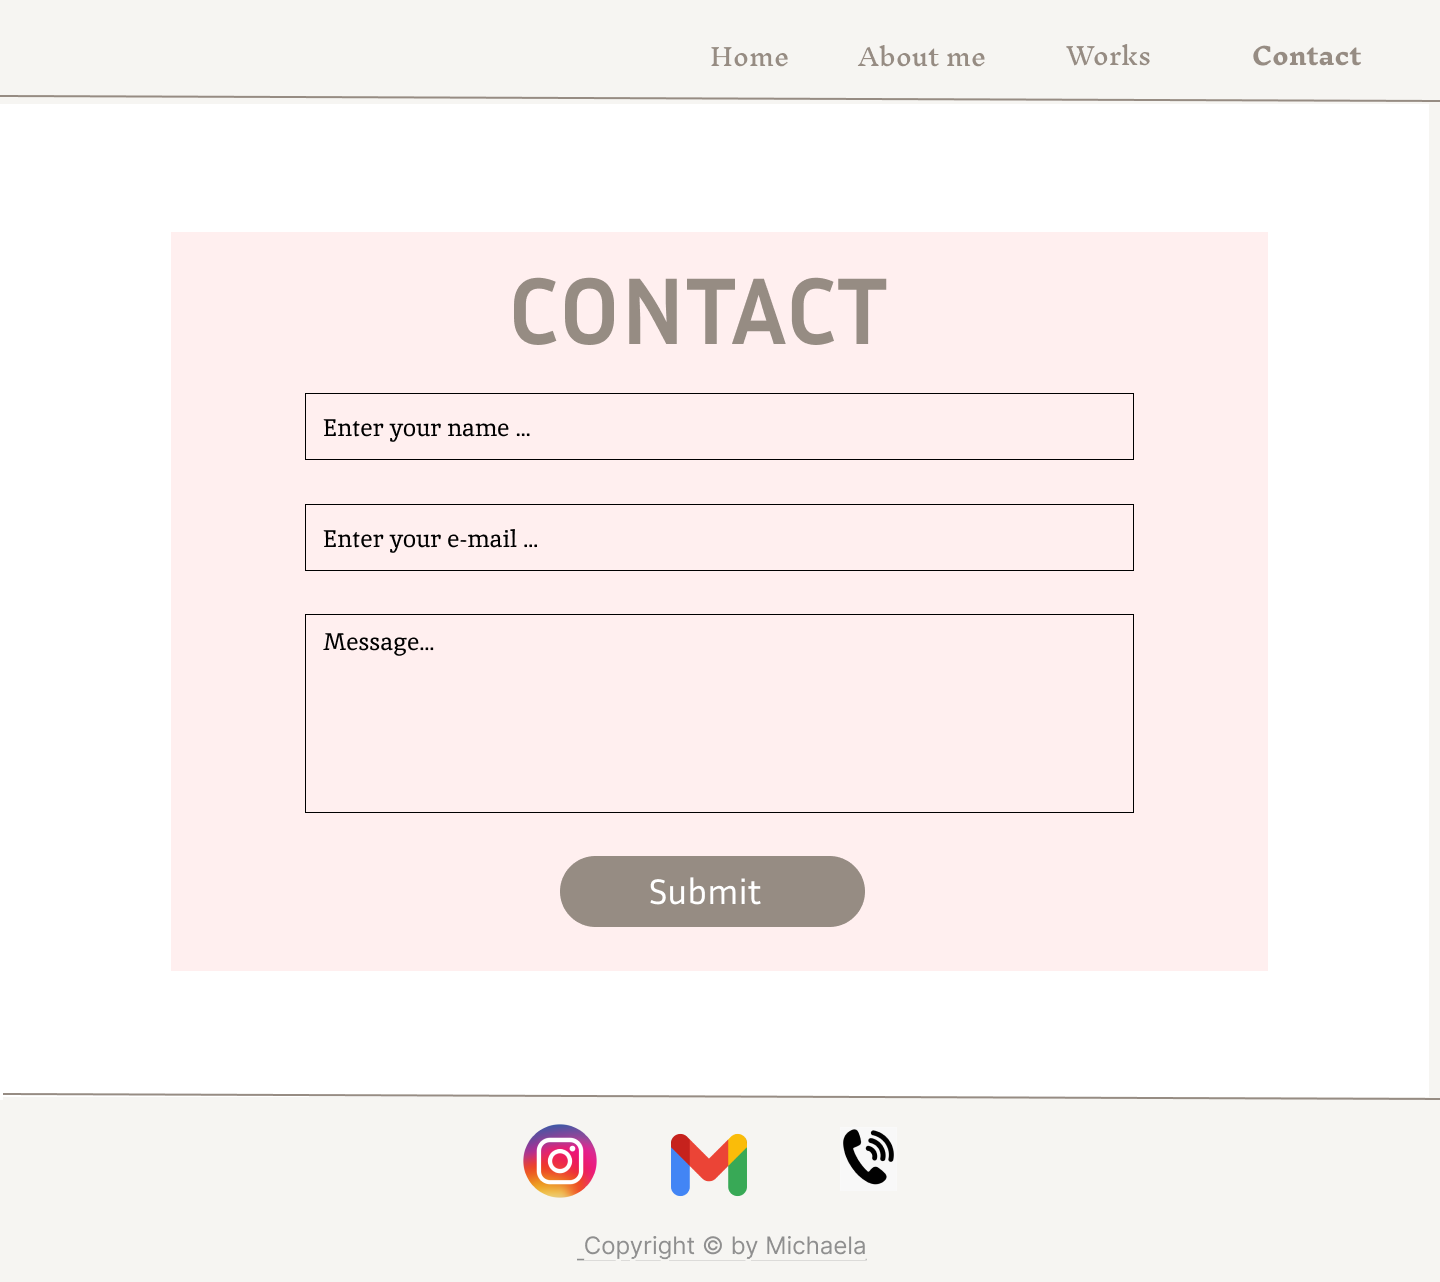 Home About me Works Contact
CONTACT
Enter your name ...
Enter your e-mail ...
Message...
Submit
Copyright © by Michaela